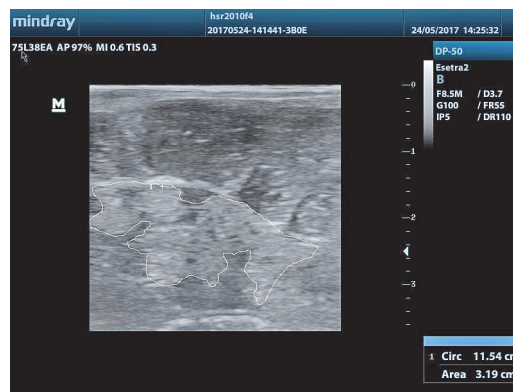 mindray
hsr2010f4
20170524-141441-3B0E
24/05/2017 14:25:32
75L38EA AP 97% MI 0.6 TIS 0.3
DP-50
Esetra2
B
F8.5M / D3.7
G100 / FR55
IP5 / DR110
M
0
1
2
3
1 Circ 11.54 cm
Area 3.19 cm